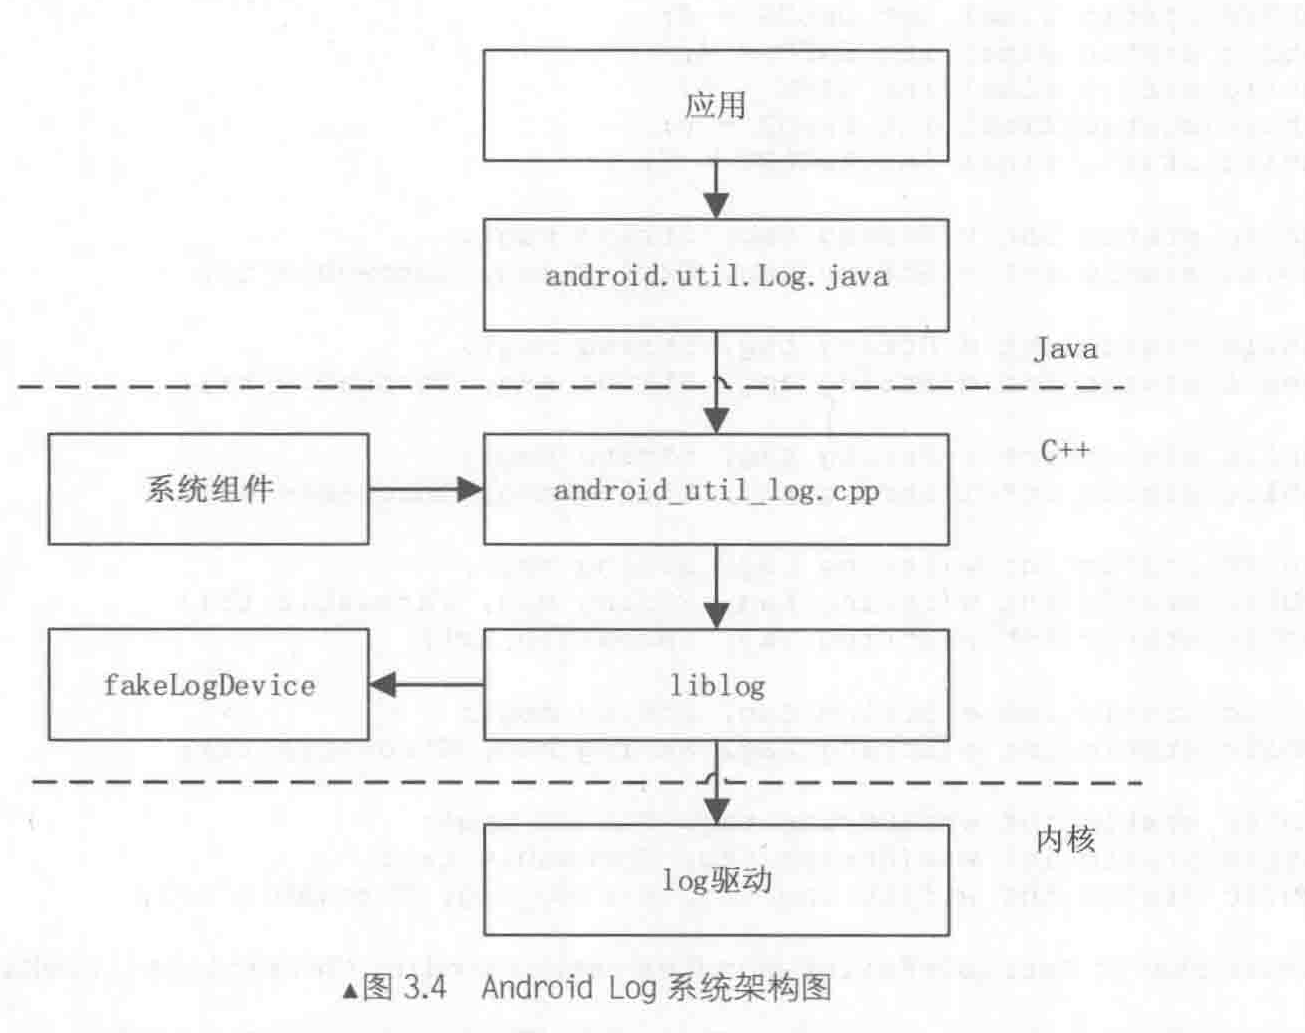 应用
android.util.Log.java
Java
C++
系统组件
android_util_log.cpp
fakeLogDevice
liblog
内核
log驱动
▲图 3.4 Android Log 系统架构图